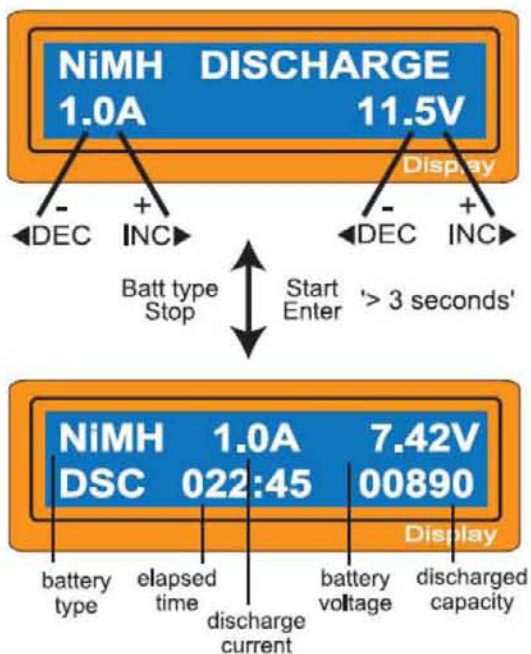 NiMH DISCHARGE
1.0A 11.5V
Display
- + - +
◀DEC INC▶ ◀DEC INC▶
Batt type Start
Stop Enter '> 3 seconds'
NiMH 1.0A 7.42V
DSC 022:45 00890
Display
battery elapsed battery discharged
type time voltage capacity
discharge
current